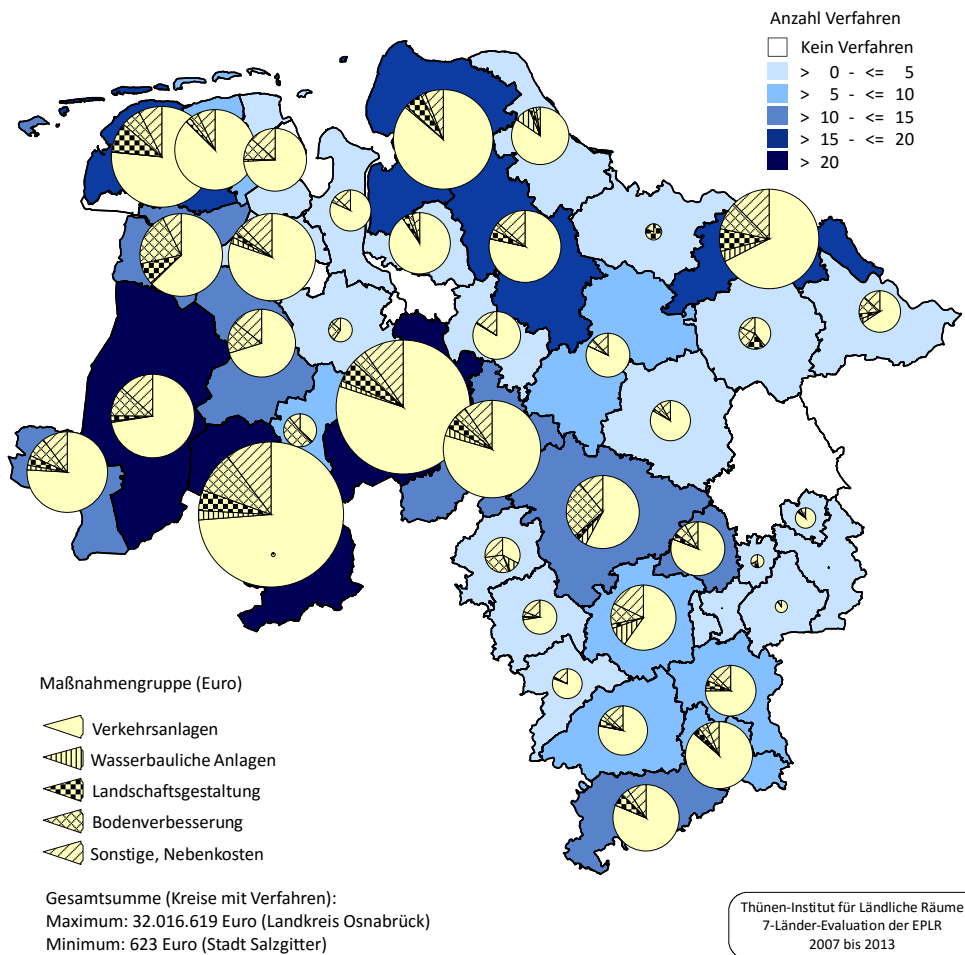 Anzahl Verfahren
Kein Verfahren
> 0 - <= 5
> 5 - <= 10
> 10 - <= 15
> 15 - <= 20
> 20
Maßnahmengruppe (Euro)
Verkehrsanlagen
Wasserbauliche Anlagen
Landschaftsgestaltung
Bodenverbesserung
Sonstige, Nebenkosten
Gesamtsumme (Kreise mit Verfahren):
Maximum: 32.016.619 Euro (Landkreis Osnabrück)
Minimum: 623 Euro (Stadt Salzgitter)
Thünen-Institut für Ländliche Räume
7-Länder-Evaluation der EPLR
2007 bis 2013